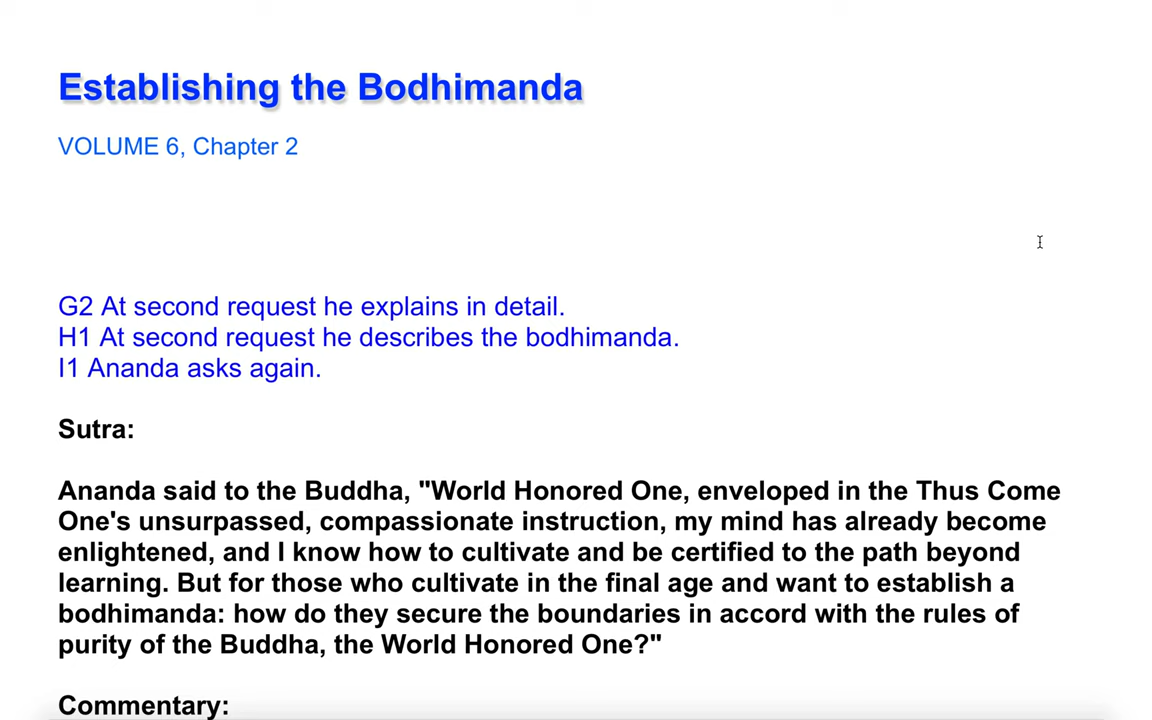 Establishing the Bodhimanda
VOLUME 6, Chapter 2
G2 At second request he explains in detail.
H1 At second request he describes the bodhimanda.
I1 Ananda asks again.
Sutra:
Ananda said to the Buddha, "World Honored One, enveloped in the Thus Come
One's unsurpassed, compassionate instruction, my mind has already become
enlightened, and I know how to cultivate and be certified to the path beyond
learning. But for those who cultivate in the final age and want to establish a
bodhimanda: how do they secure the boundaries in accord with the rules of
purity of the Buddha, the World Honored One?"
Commentary: